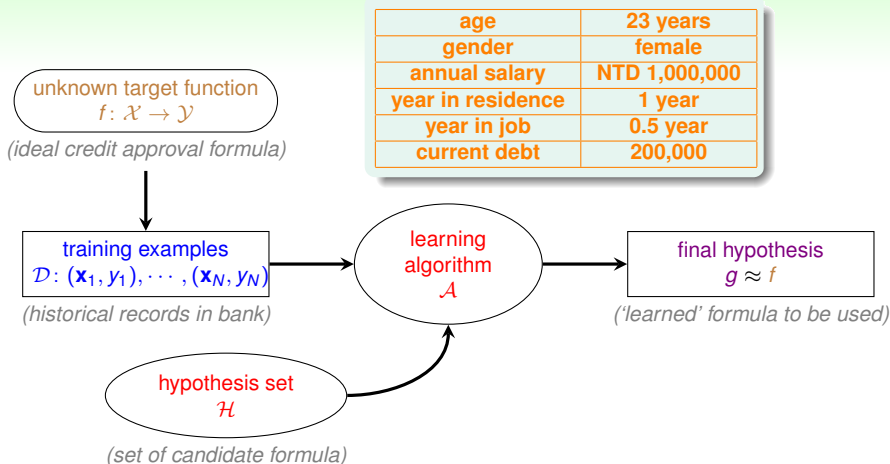 age 23 years
gender female
annual salary NTD 1,000,000
year in residence 1 year
year in job 0.5 year
current debt 200,000
unknown target function
f: 𝒳 → 𝒴
(ideal credit approval formula)
training examples
𝒟: (x₁, y₁), ⋯ , (x_N, y_N)
(historical records in bank)
learning
algorithm
𝒜
final hypothesis
g ≈ f
(‘learned’ formula to be used)
hypothesis set
ℋ
(set of candidate formula)